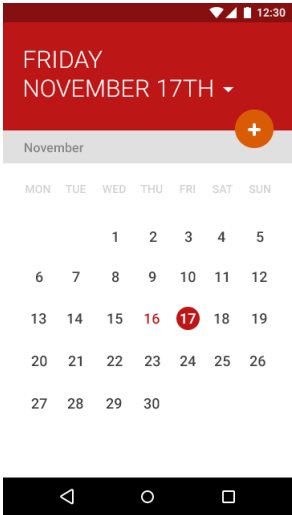 12:30
FRIDAY
NOVEMBER 17TH
+
November
MON TUE WED THU FRI SAT SUN
1 2 3 4 5
6 7 8 9 10 11 12
13 14 15 16 17 18 19
20 21 22 23 24 25 26
27 28 29 30